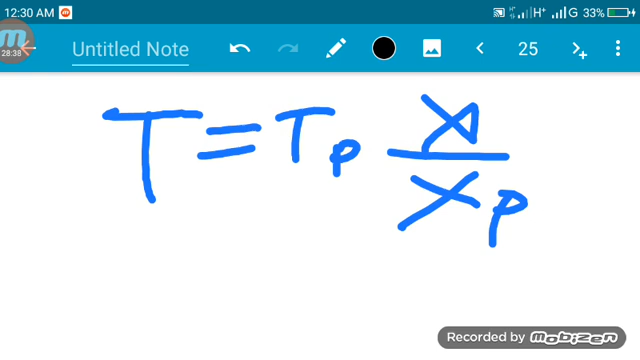 12:30 AM H+ G 33%
M Untitled Note 25
28:38
T = Tp X
Xp
Recorded by mobizen